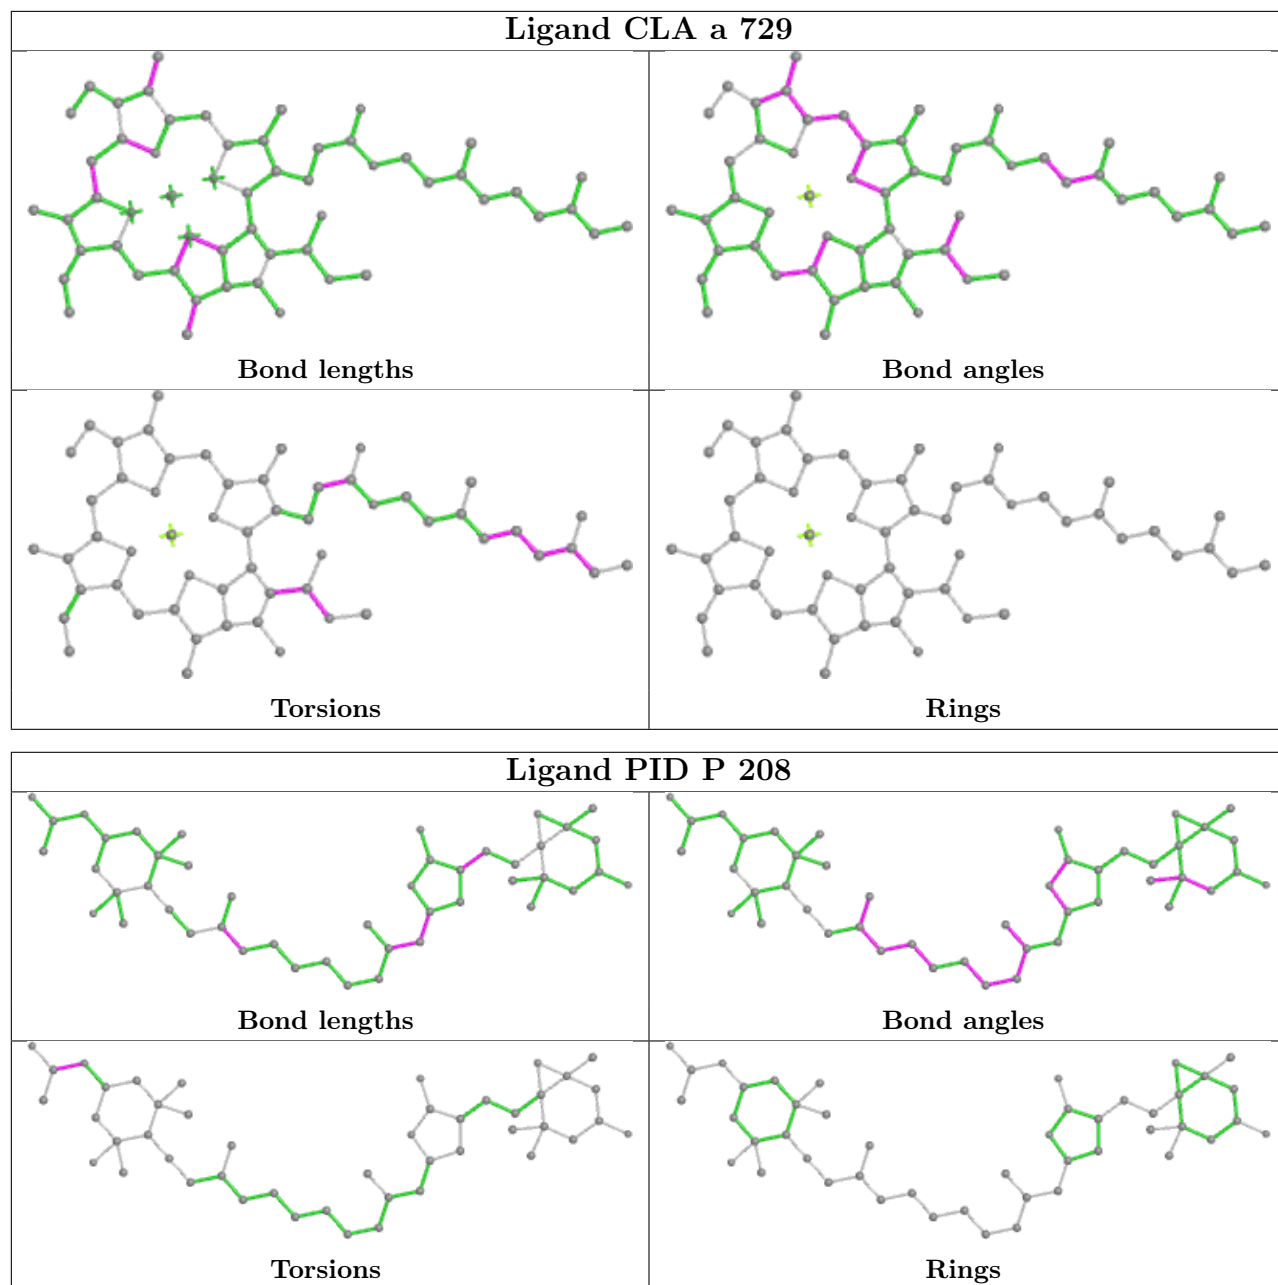 Ligand CLA a 729
Bond lengths
Bond angles
Torsions
Rings
Ligand PID P 208
Bond lengths
Bond angles
Torsions
Rings